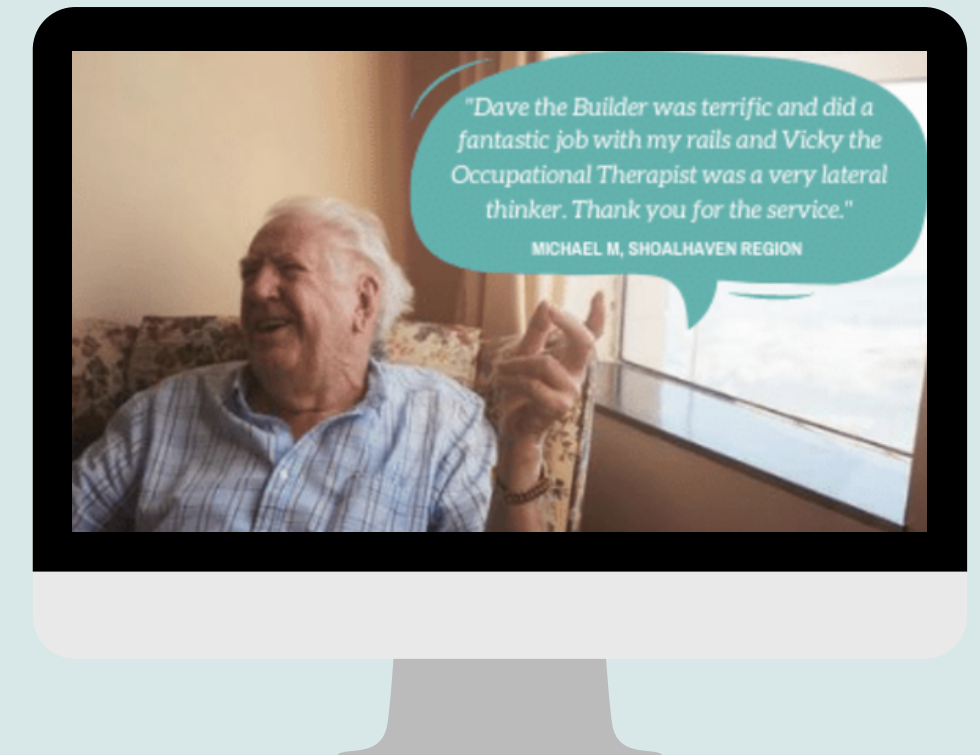 "Dave the Builder was terrific and did a
fantastic job with my rails and Vicky the
Occupational Therapist was a very lateral
thinker. Thank you for the service."
MICHAEL M, SHOALHAVEN REGION